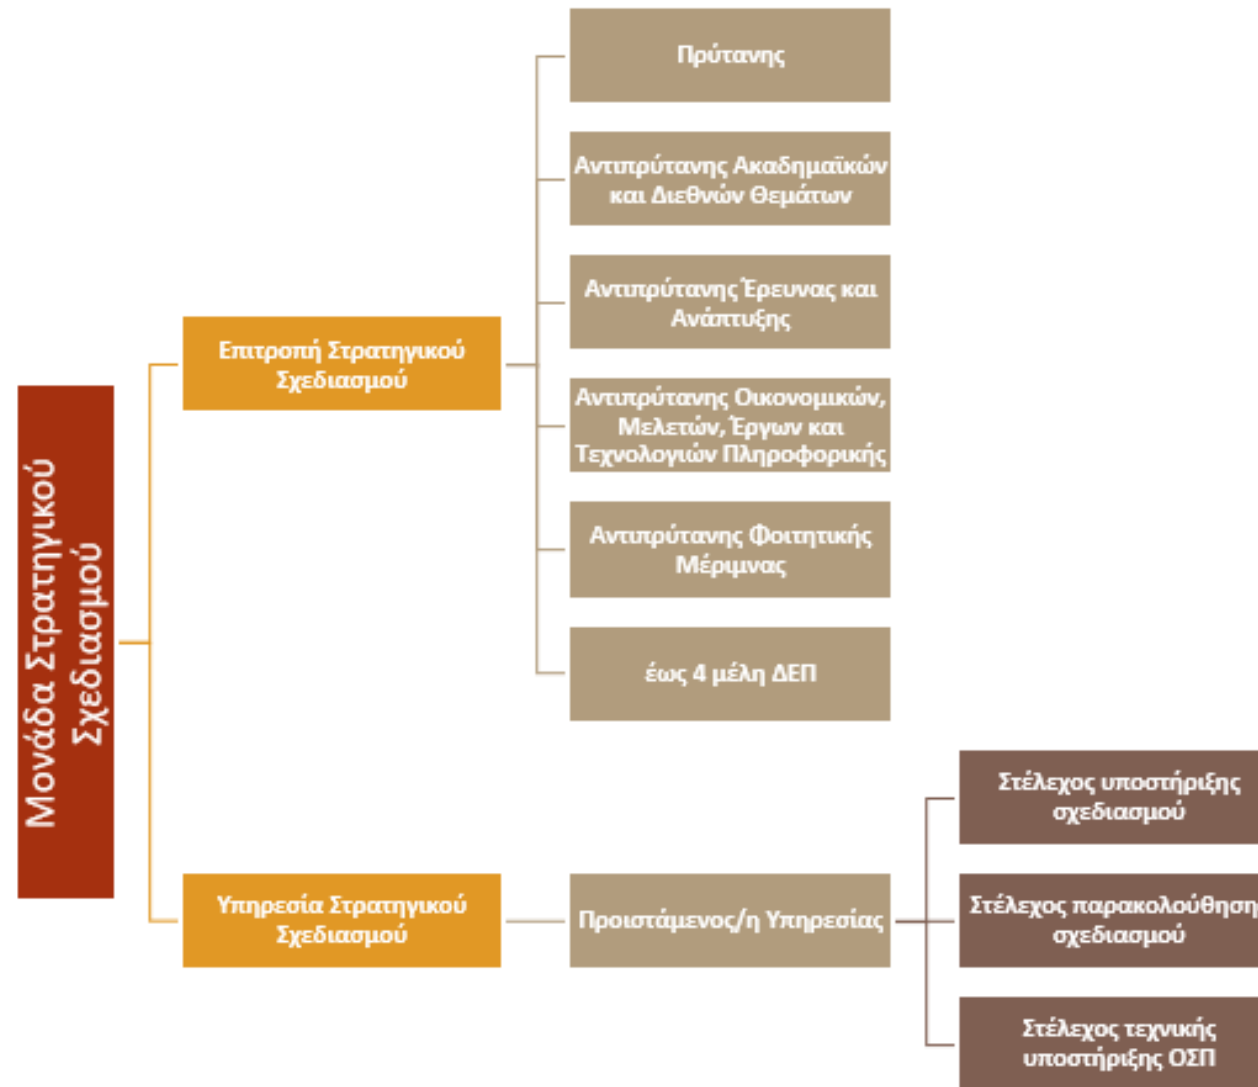 Μονάδα Στρατηγικού
Σχεδιασμού
Επιτροπή Στρατηγικού
Σχεδιασμού
Πρύτανης
Αντιπρύτανης Ακαδημαϊκών
και Διεθνών Θεμάτων
Αντιπρύτανης Έρευνας και
Ανάπτυξης
Αντιπρύτανης Οικονομικών,
Μελετών, Έργων και
Τεχνολογιών Πληροφορικής
Αντιπρύτανης Φοιτητικής
Μέριμνας
έως 4 μέλη ΔΕΠ
Υπηρεσία Στρατηγικού
Σχεδιασμού
Προιστάμενος/η Υπηρεσίας
Στέλεχος υποστήριξης
σχεδιασμού
Στέλεχος παρακολούθηση
σχεδιασμού
Στέλεχος τεχνικής
υποστήριξης ΟΣΠ